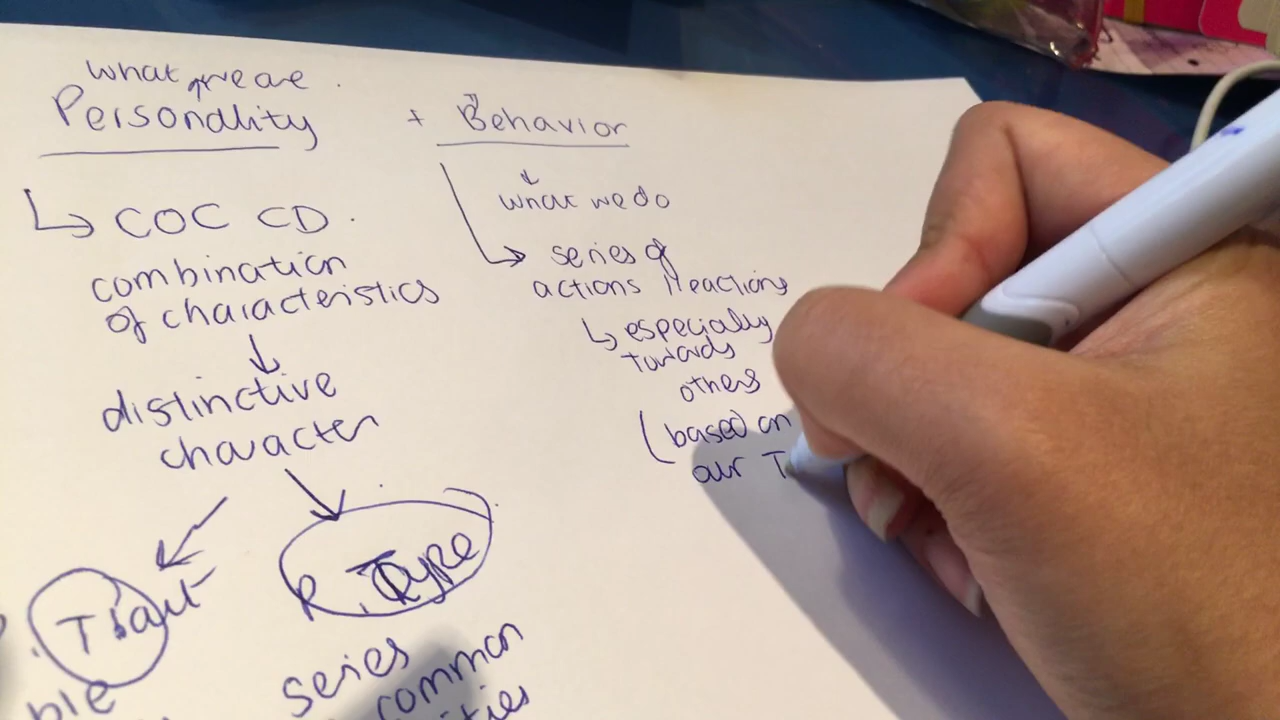 what we are
Personality
+ Behavior
what we do
→ COC CD.
combination
of characteristics
distinctive
character
Trait
P. Type
series
common
series of
actions / reactions
especially
towards
others
(based on
our T